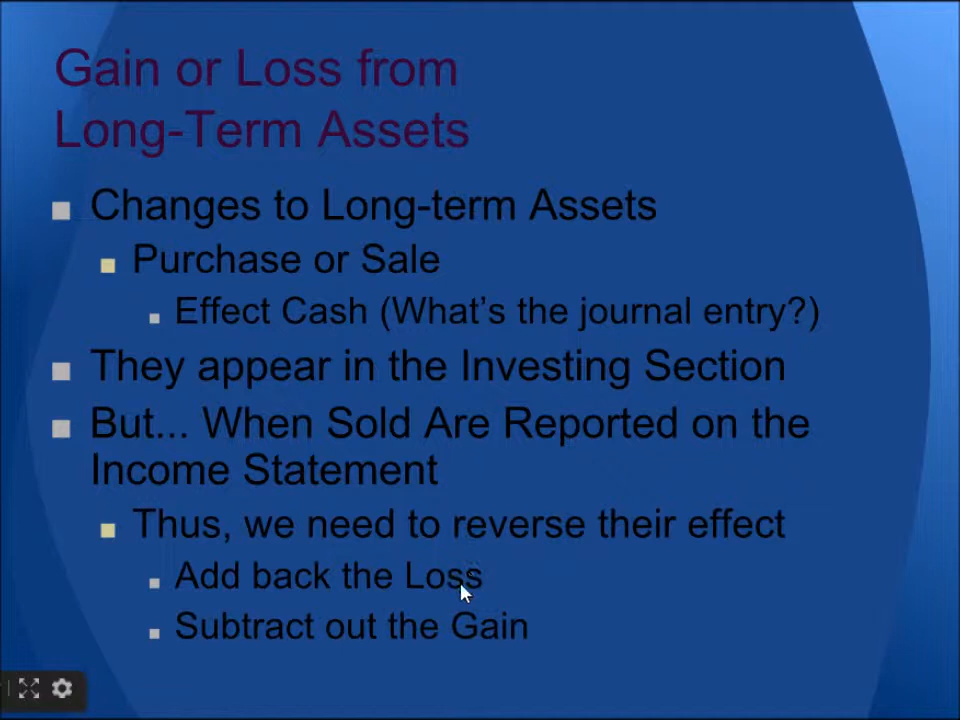 Gain or Loss from
Long-Term Assets
Changes to Long-term Assets
Purchase or Sale
Effect Cash (What's the journal entry?)
They appear in the Investing Section
But... When Sold Are Reported on the
Income Statement
Thus, we need to reverse their effect
Add back the Loss
Subtract out the Gain